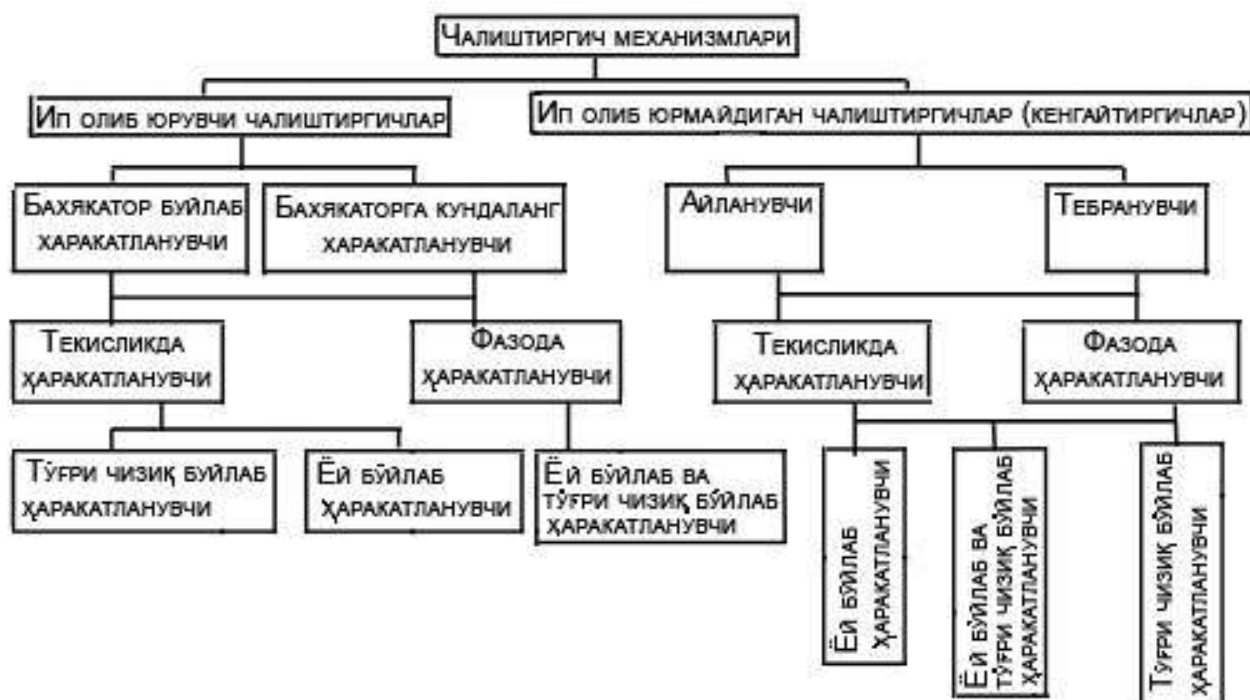 Чалиштиргич механизмлари
Ип олиб юрувчи чалиштиргичлар
Ип олиб юрмайдиган чалиштиргичлар (кенгайтиргичлар)
Бахякатор буйлаб
ҳаракатланувчи
Бахякаторга кундаланг
ҳаракатланувчи
Айланувчи
Тебранувчи
Текисликда
ҳаракатланувчи
Фазода
ҳаракатланувчи
Текисликда
ҳаракатланувчи
Фазода
ҳаракатланувчи
Тўғри чизиқ буйлаб
ҳаракатланувчи
Ёй бўйлаб
ҳаракатланувчи
Ёй бўйлаб ва
тўғри чизиқ бўйлаб
ҳаракатланувчи
Ёй бўйлаб
ҳаракатланувчи
Ёй бўйлаб ва
тўғри чизиқ бўйлаб
ҳаракатланувчи
Тўғри чизиқ бўйлаб
ҳаракатланувчи